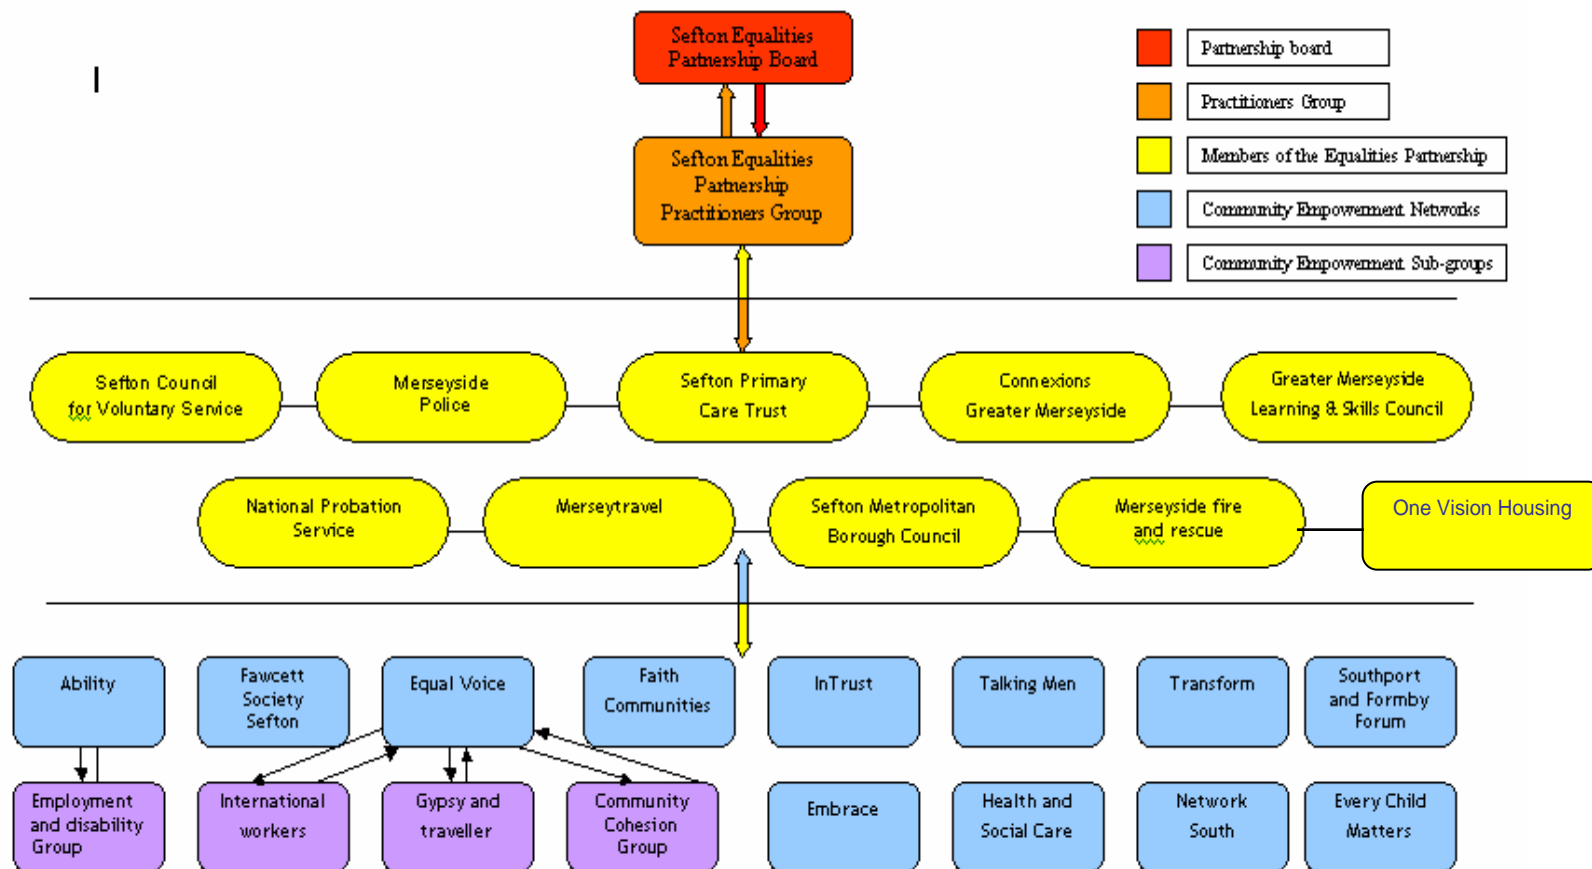 Sefton Equalities
Partnership Board
Partnership board
Practitioners Group
Sefton Equalities
Partnership
Practitioners Group
Members of the Equalities Partnership
Community Empowerment Networks
Community Empowerment Sub-groups
Sefton Council
for Voluntary Service
Merseyside
Police
Sefton Primary
Care Trust
Connexions
Greater Merseyside
Greater Merseyside
Learning & Skills Council
National Probation
Service
Merseytravel
Sefton Metropolitan
Borough Council
Merseyside fire
and rescue
One Vision Housing
Ability
Fawcett
Society
Sefton
Equal Voice
Faith
Communities
InTrust
Talking Men
Transform
Southport
and Formby
Forum
Employment
and disability
Group
International
workers
Gypsy and
traveller
Community
Cohesion
Group
Embrace
Health and
Social Care
Network
South
Every Child
Matters